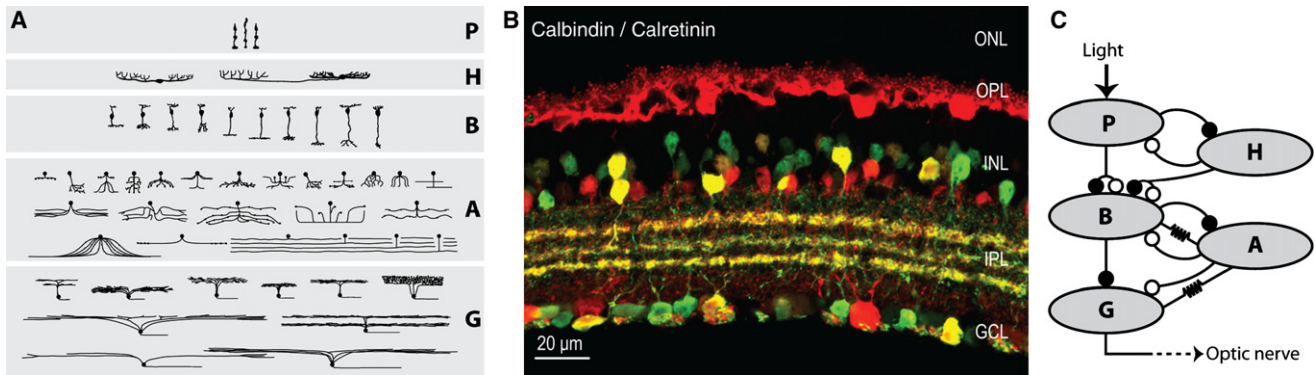 A
P
H
B
A
G
B
Calbindin / Calretinin
ONL
OPL
INL
IPL
GCL
20 µm
C
Light
P
H
B
A
G
Optic nerve